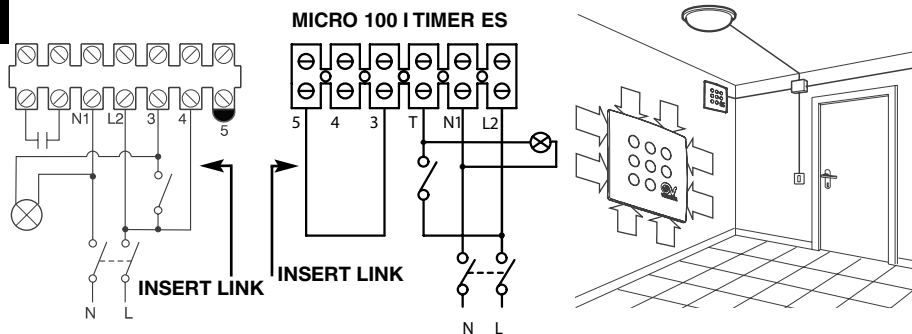 MICRO 100 I TIMER ES
N1 L2 3 4 5
5 4 3 T N1 L2
INSERT LINK
INSERT LINK
N L
N L